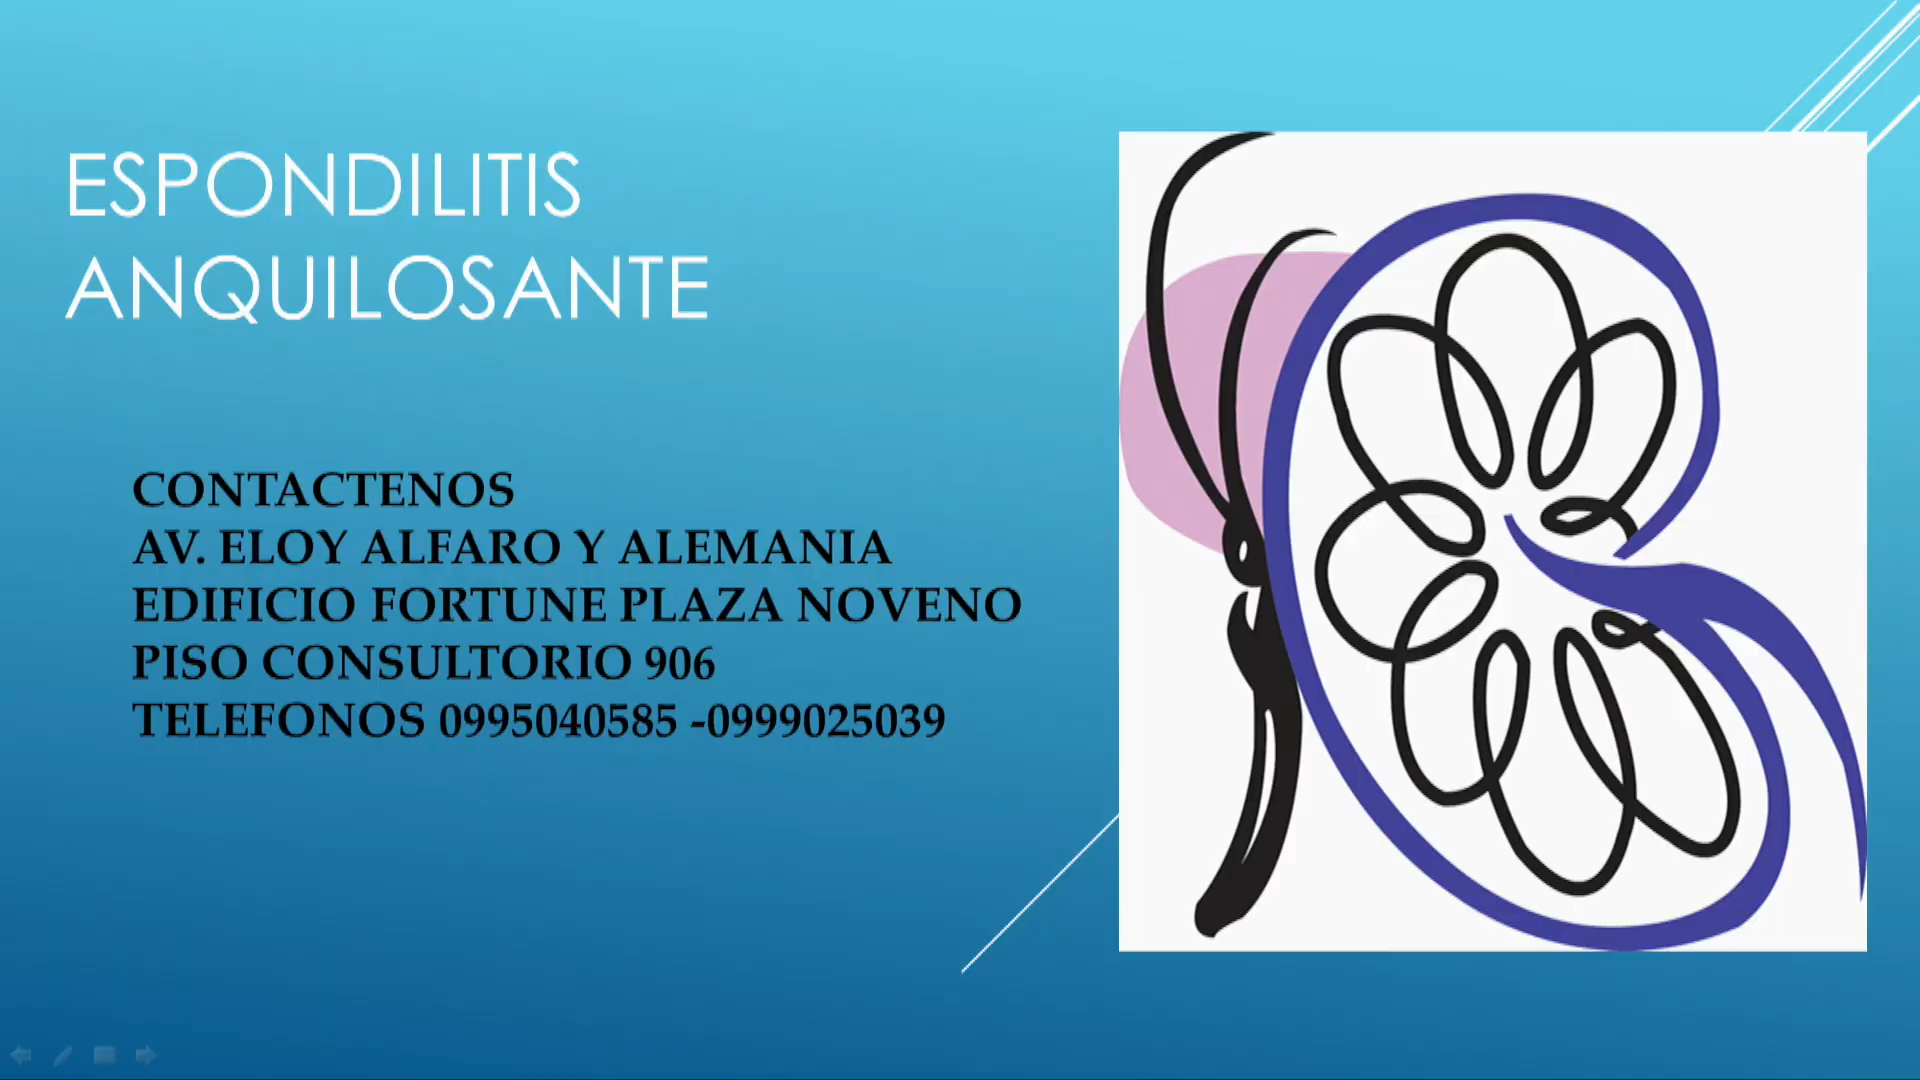 ESPONDILITIS
ANQUILOSANTE
CONTACTENOS
AV. ELOY ALFARO Y ALEMANIA
EDIFICIO FORTUNE PLAZA NOVENO
PISO CONSULTORIO 906
TELEFONOS 0995040585 -0999025039